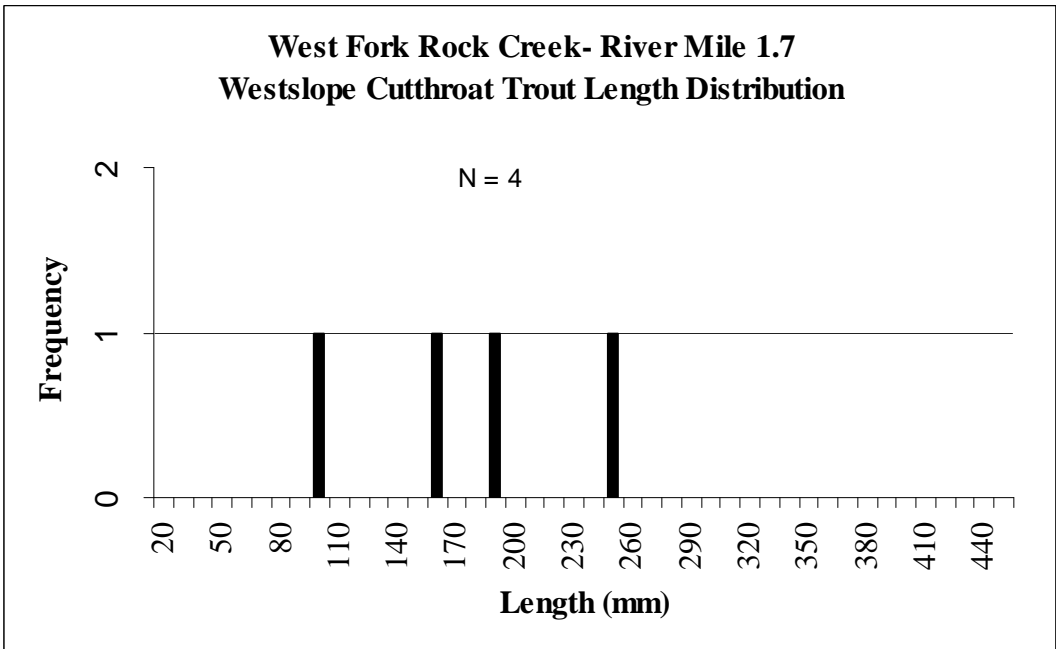 West Fork Rock Creek- River Mile 1.7
Westslope Cutthroat Trout Length Distribution
N = 4
2
1
0
Frequency
20 50 80 110 140 170 200 230 260 290 320 350 380 410 440
Length (mm)